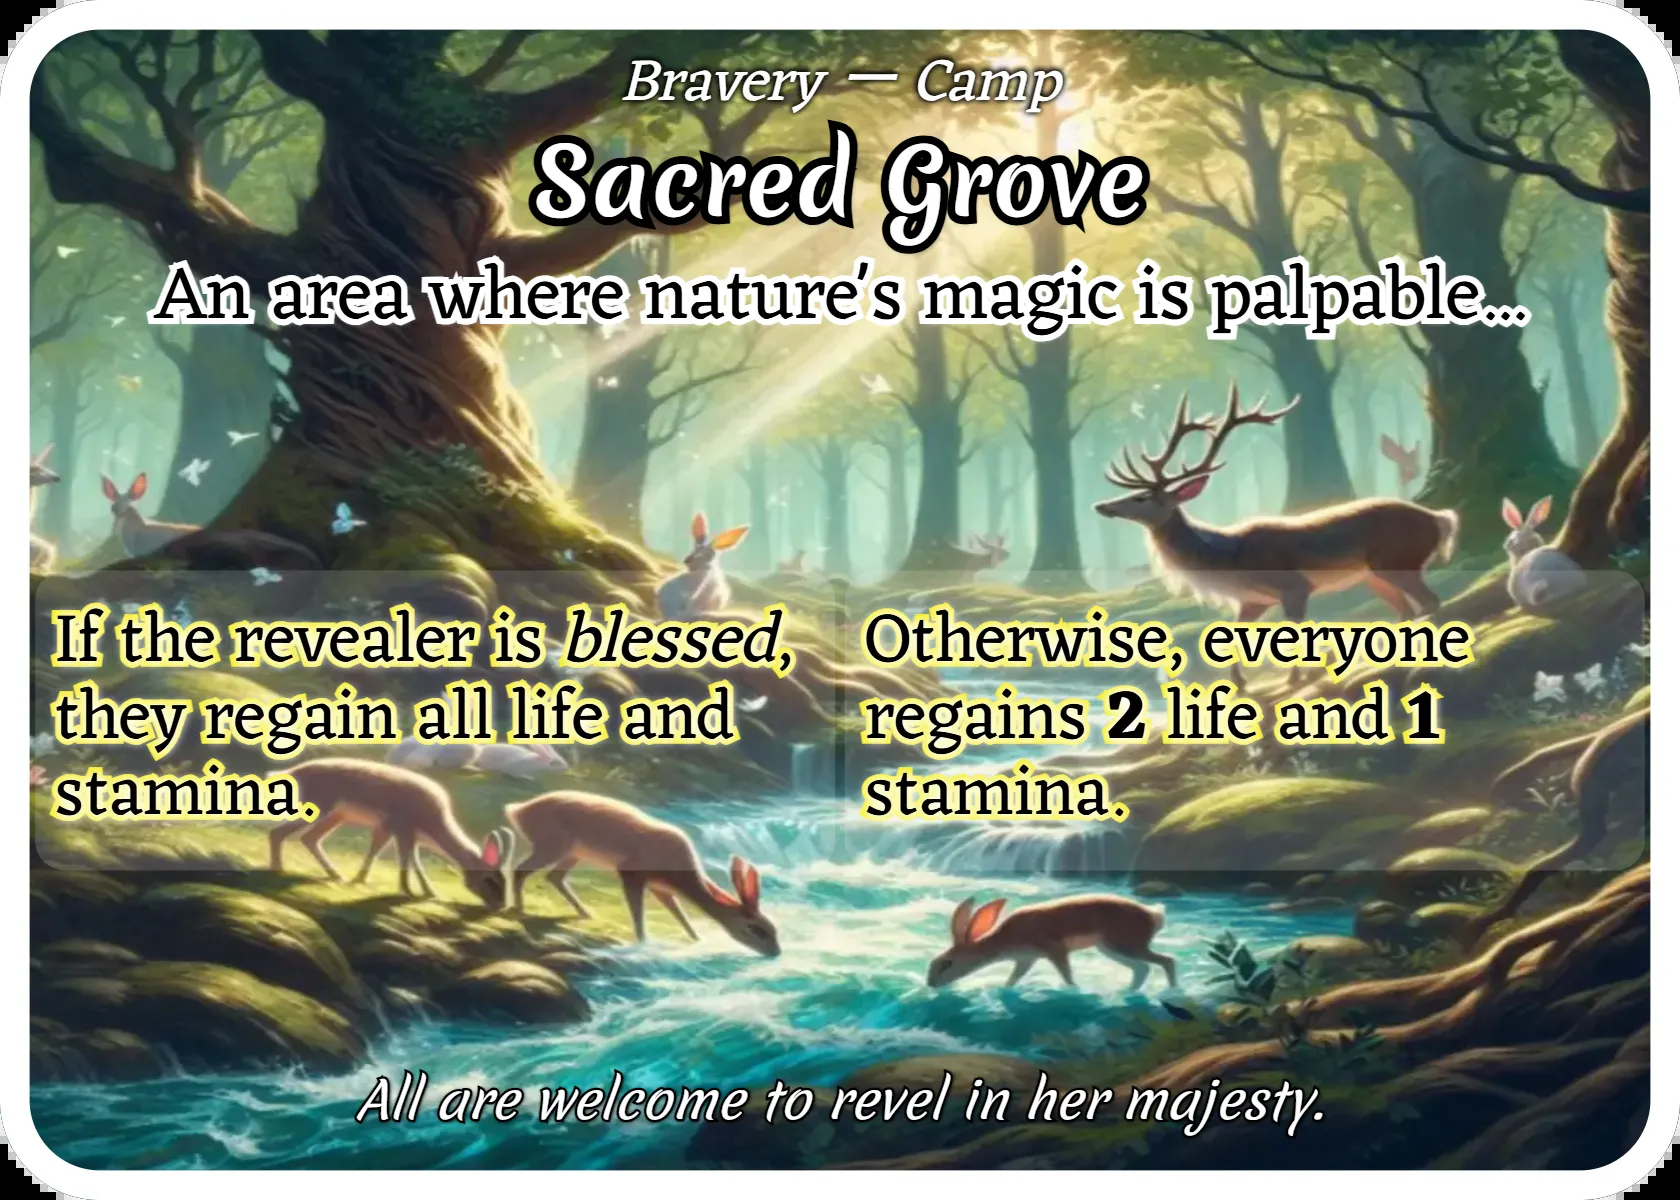 Bravery — Camp
Sacred Grove
An area where nature's magic is palpable...
If the revealer is blessed,
they regain all life and
stamina.
Otherwise, everyone
regains 2 life and 1
stamina.
All are welcome to revel in her majesty.